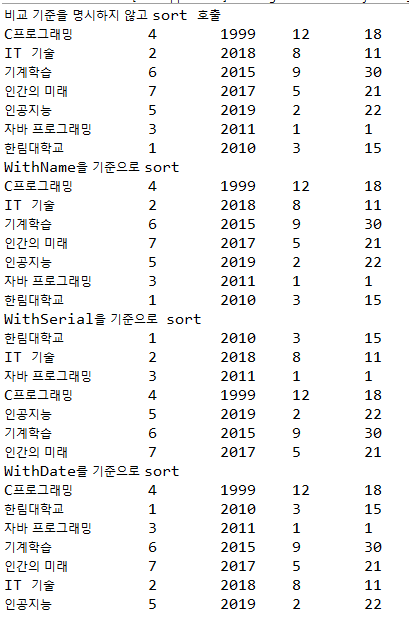 비교 기준을 명시하지 않고 sort 호출
C프로그래밍 4 1999 12 18
IT 기술 2 2018 8 11
기계학습 6 2015 9 30
인간의 미래 7 2017 5 21
인공지능 5 2019 2 22
자바 프로그래밍 3 2011 1 1
한림대학교 1 2010 3 15
WithName을 기준으로 sort
C프로그래밍 4 1999 12 18
IT 기술 2 2018 8 11
기계학습 6 2015 9 30
인간의 미래 7 2017 5 21
인공지능 5 2019 2 22
자바 프로그래밍 3 2011 1 1
한림대학교 1 2010 3 15
WithSerial을 기준으로 sort
한림대학교 1 2010 3 15
IT 기술 2 2018 8 11
자바 프로그래밍 3 2011 1 1
C프로그래밍 4 1999 12 18
인공지능 5 2019 2 22
기계학습 6 2015 9 30
인간의 미래 7 2017 5 21
WithDate를 기준으로 sort
C프로그래밍 4 1999 12 18
한림대학교 1 2010 3 15
자바 프로그래밍 3 2011 1 1
기계학습 6 2015 9 30
인간의 미래 7 2017 5 21
IT 기술 2 2018 8 11
인공지능 5 2019 2 22